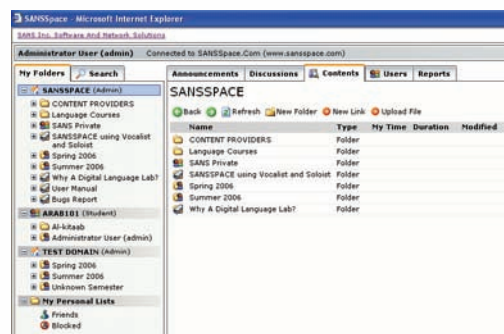 SANSSpace - Microsoft Internet Explorer
SANS Inc. Software And Network Solutions
Administrator User (admin) Connected to SANSSpace.Com (www.sansspace.com)
My Folders Search
SANSSPACE (Admin)
CONTENT PROVIDERS
Language Courses
SANS Private
SANSSPACE using Vocalist
and Soloist
Spring 2006
Summer 2006
Why A Digital Language Lab?
User Manual
Bugs Report
ARAB101 (Student)
Al-kitaab
Administrator User (admin)
TEST DOMAIN (Admin)
Spring 2006
Summer 2006
Unknown Semester
My Personal Lists
Friends
Blocked
Announcements Discussions Contents Users Reports
SANSSPACE
Back Refresh New Folder New Link Upload File
Name Type My Time Duration Modified
CONTENT PROVIDERS Folder
Language Courses Folder
SANS Private Folder
SANSSPACE using Vocalist and Soloist Folder
Spring 2006 Folder
Summer 2006 Folder
Why A Digital Language Lab? Folder